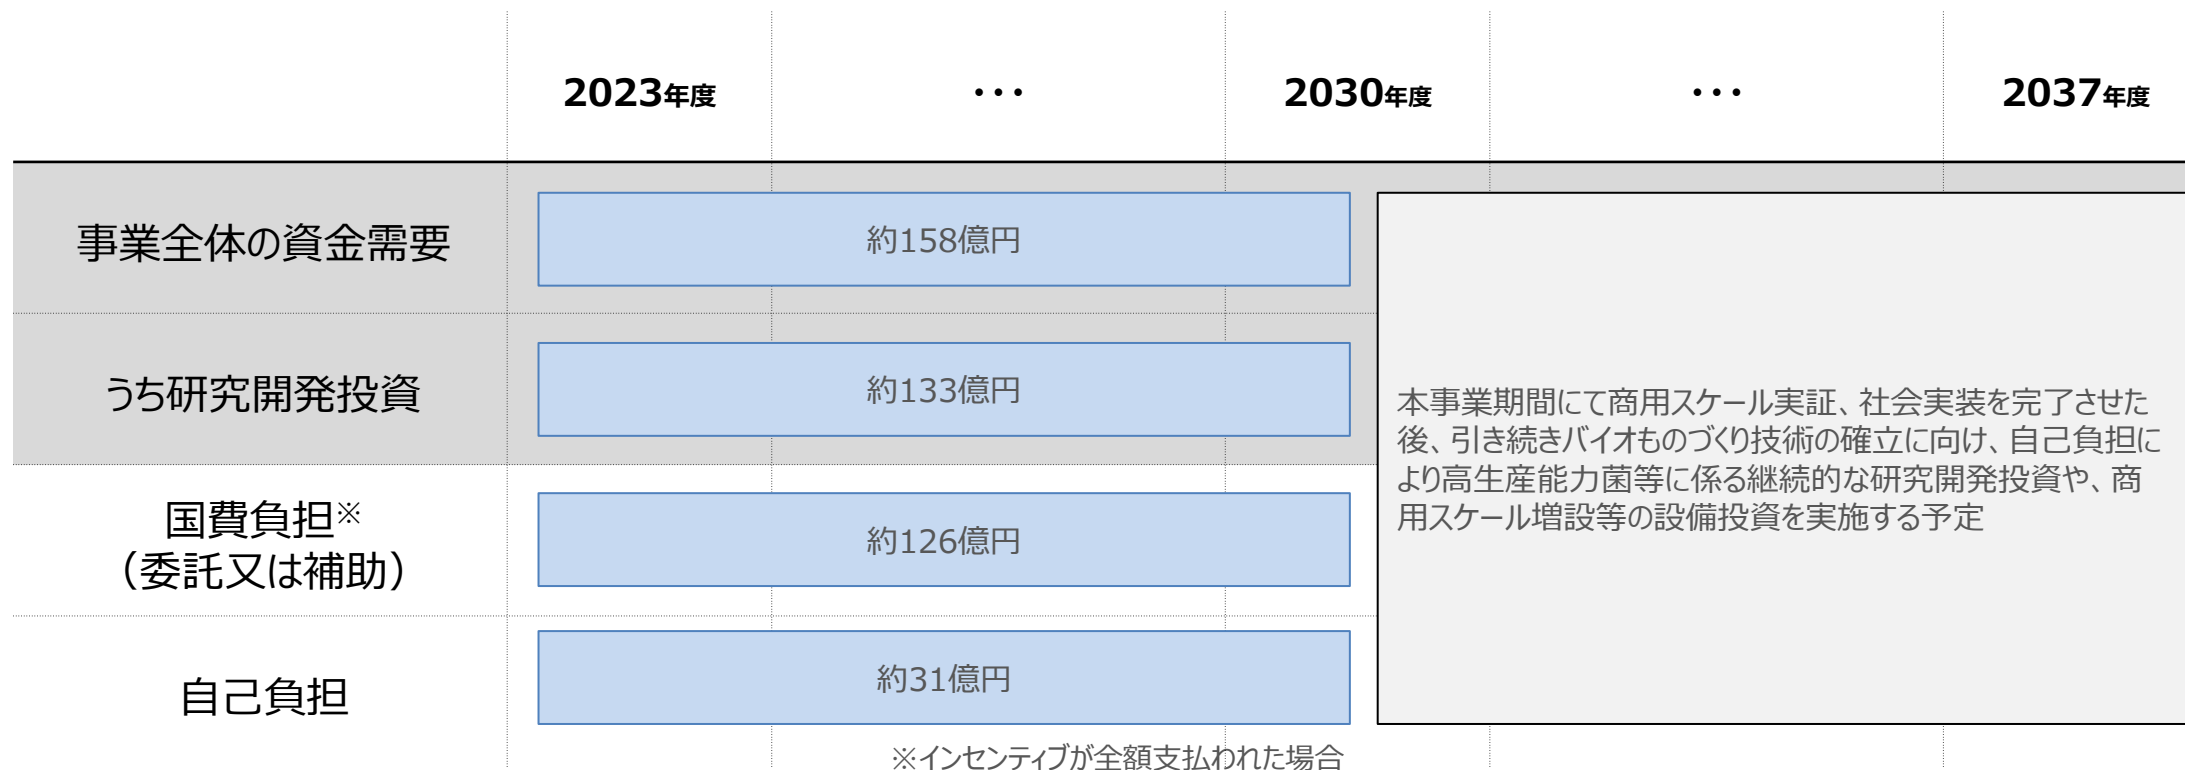 2023年度 ・・・ 2030年度 ・・・ 2037年度
事業全体の資金需要
約158億円
うち研究開発投資
約133億円
国費負担※
（委託又は補助）
約126億円
自己負担
約31億円
本事業期間にて商用スケール実証、社会実装を完了させた
後、引き続きバイオものづくり技術の確立に向け、自己負担に
より高生産能力菌等に係る継続的な研究開発投資や、商
用スケール増設等の設備投資を実施する予定
※インセンティブが全額支払われた場合